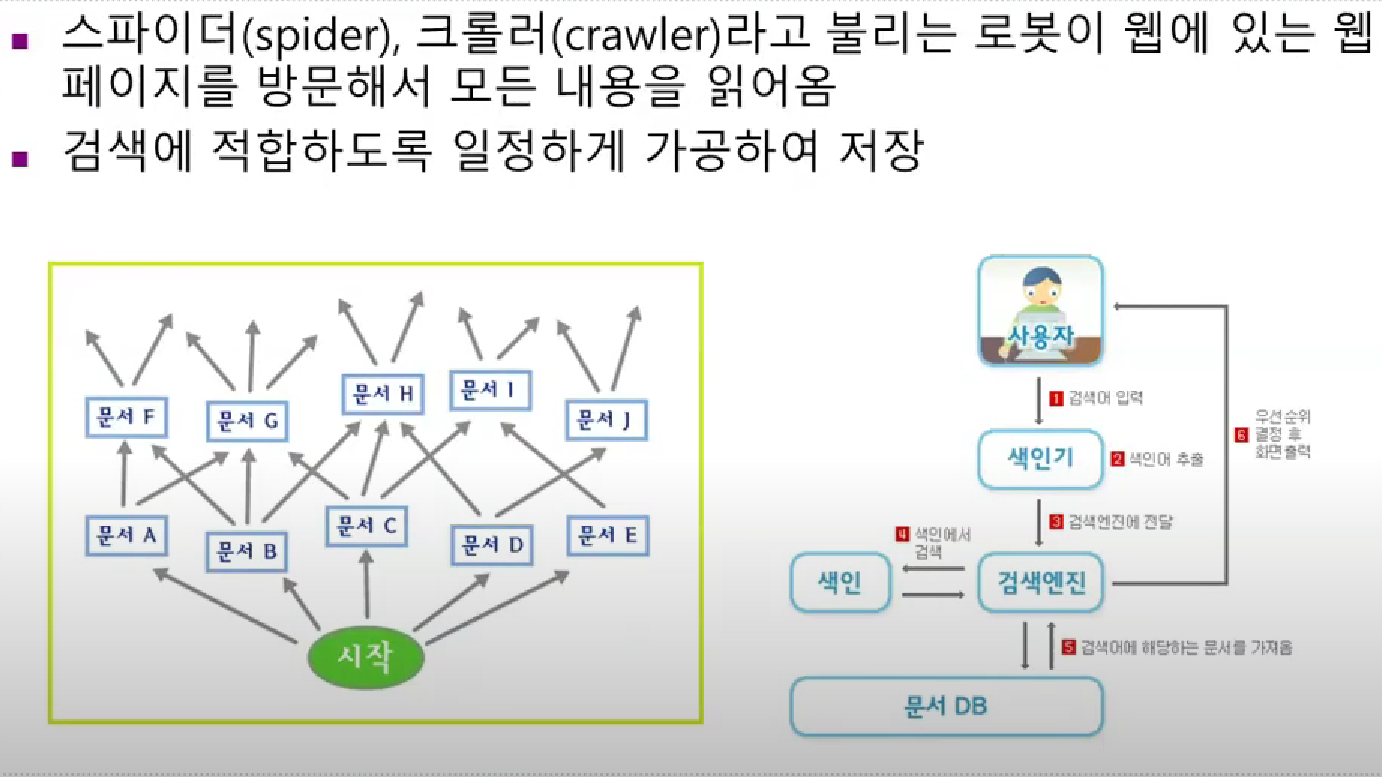 스파이더(spider), 크롤러(crawler)라고 불리는 로봇이 웹에 있는 웹
페이지를 방문해서 모든 내용을 읽어옴
검색에 적합하도록 일정하게 가공하여 저장
문서 F
문서 G
문서 H
문서 I
문서 J
문서 A
문서 B
문서 C
문서 D
문서 E
시작
사용자
1 검색어 입력
색인기
2 색인어 추출
3 검색엔진에 전달
4 색인에서
검색
색인
검색엔진
5 검색어에 해당하는 문서를 가져옴
문서 DB
6 우선순위
결정 후
화면출력